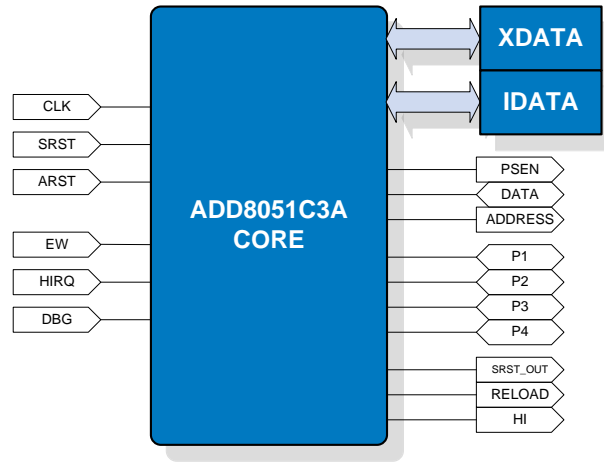 XDATA
IDATA
CLK
SRST
ARST
EW
HIRQ
DBG
ADD8051C3A
CORE
PSEN
DATA
ADDRESS
P1
P2
P3
P4
SRST_OUT
RELOAD
HI